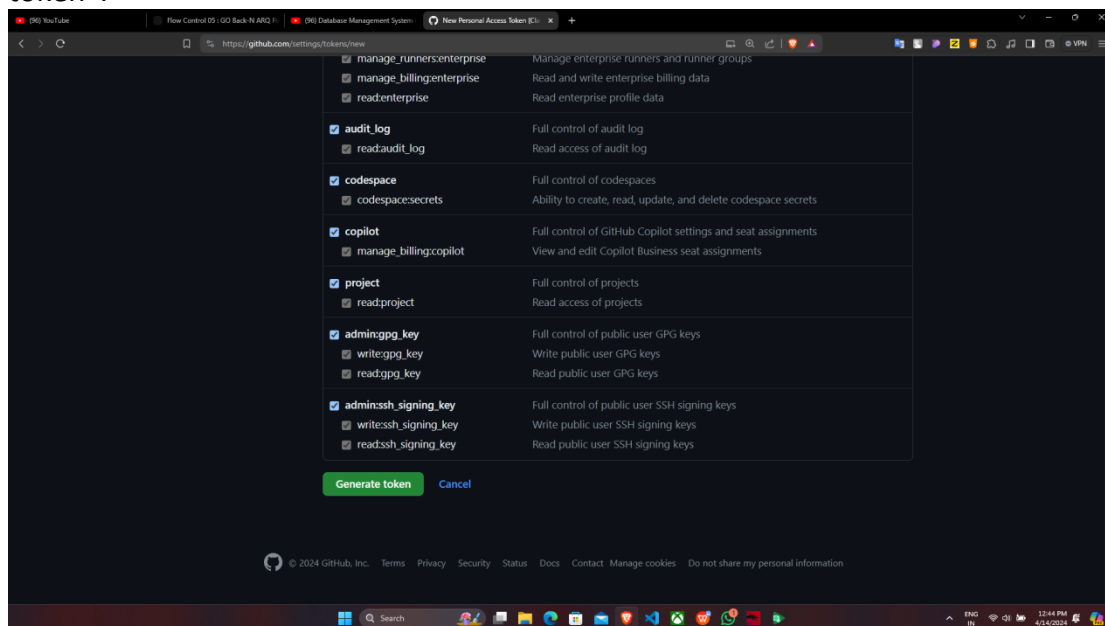 token .
(96) YouTube
Flow Control 05 : GO Back-N ARQ
(96) Database Management System
New Personal Access Token (Cla
https://github.com/settings/tokens/new
VPN
manage_runners:enterprise Manage enterprise runners and runner groups
manage_billing:enterprise Read and write enterprise billing data
read:enterprise Read enterprise profile data
audit_log Full control of audit log
read:audit_log Read access of audit log
codespace Full control of codespaces
codespace:secrets Ability to create, read, update, and delete codespace secrets
copilot Full control of GitHub Copilot settings and seat assignments
manage_billing:copilot View and edit Copilot Business seat assignments
project Full control of projects
read:project Read access of projects
admin:gpg_key Full control of public user GPG keys
write:gpg_key Write public user GPG keys
read:gpg_key Read public user GPG keys
admin:ssh_signing_key Full control of public user SSH signing keys
write:ssh_signing_key Write public user SSH signing keys
read:ssh_signing_key Read public user SSH signing keys
Generate token Cancel
© 2024 GitHub, Inc. Terms Privacy Security Status Docs Contact Manage cookies Do not share my personal information
Search
ENG
IN
12:44 PM
4/14/2024